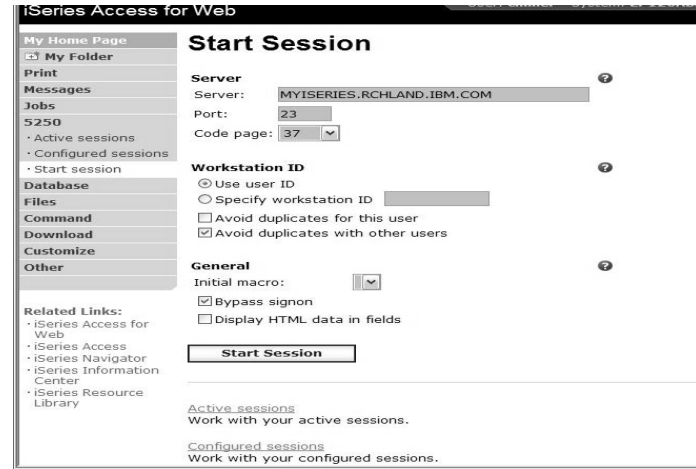 iSeries Access for Web
My Home Page
My Folder
Print
Messages
Jobs
5250
· Active sessions
· Configured sessions
· Start session
Database
Files
Command
Download
Customize
Other
Related Links:
· iSeries Access for
Web
· iSeries Access
· iSeries Navigator
· iSeries Information
Center
· iSeries Resource
Library
Start Session
Server
Server: MYISERIES.RCHLAND.IBM.COM
Port: 23
Code page: 37
Workstation ID
Use user ID
Specify workstation ID
Avoid duplicates for this user
Avoid duplicates with other users
General
Initial macro:
Bypass signon
Display HTML data in fields
Start Session
Active sessions
Work with your active sessions.
Configured sessions
Work with your configured sessions.